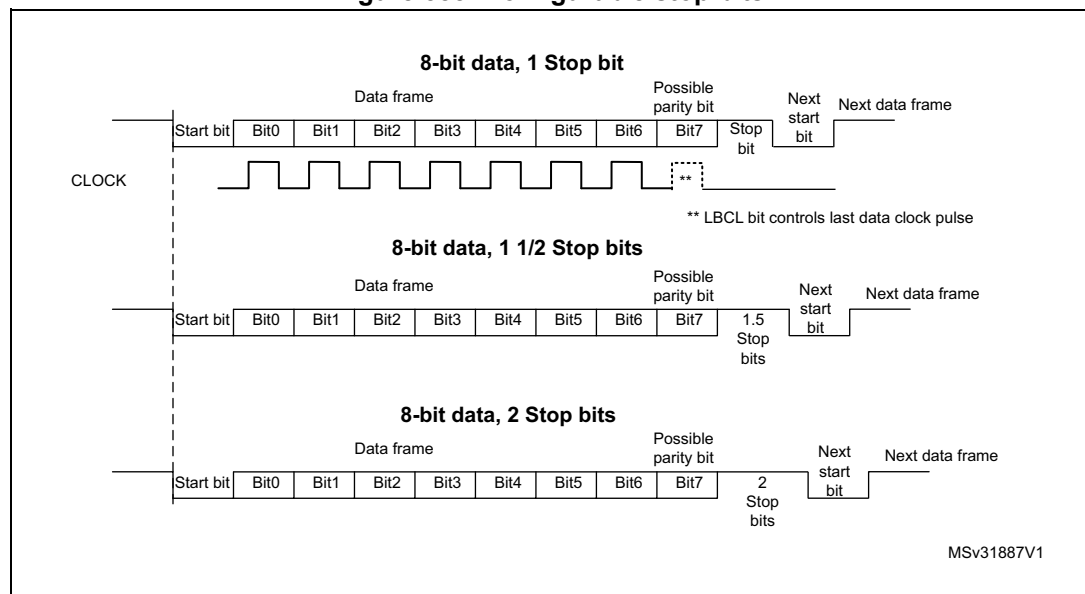 8-bit data, 1 Stop bit
Data frame
Possible
parity bit
Next
start
bit
Next data frame
Start bit Bit0 Bit1 Bit2 Bit3 Bit4 Bit5 Bit6 Bit7 Stop
bit
CLOCK
**
** LBCL bit controls last data clock pulse
8-bit data, 1 1/2 Stop bits
Data frame
Possible
parity bit
Next
start
bit
Next data frame
Start bit Bit0 Bit1 Bit2 Bit3 Bit4 Bit5 Bit6 Bit7 1.5
Stop
bits
8-bit data, 2 Stop bits
Data frame
Possible
parity bit
Next
start
bit
Next data frame
Start bit Bit0 Bit1 Bit2 Bit3 Bit4 Bit5 Bit6 Bit7 2
Stop
bits
MSv31887V1